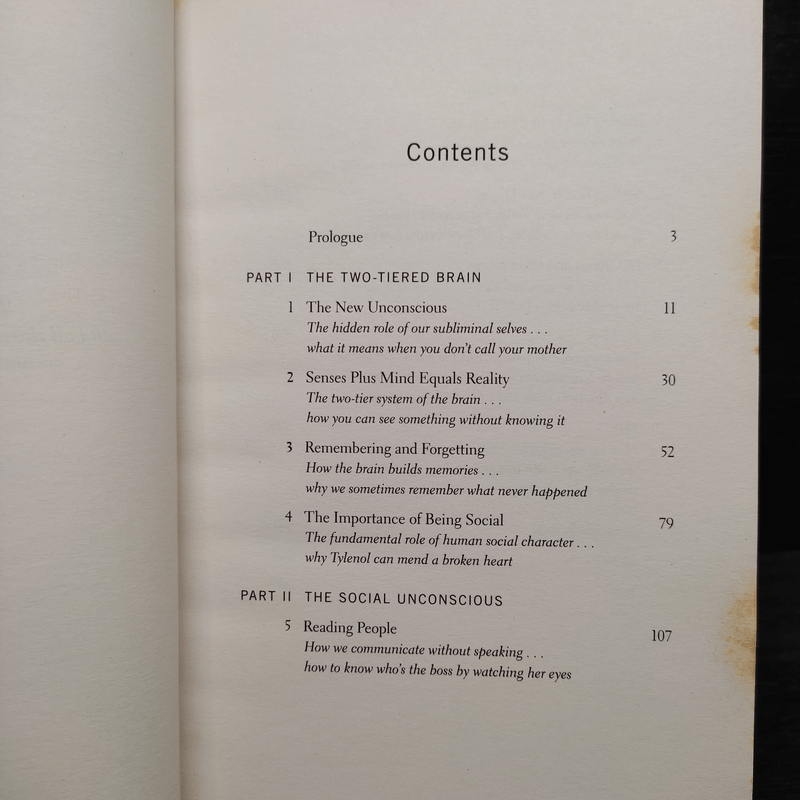 Contents
Prologue 3
PART I THE TWO-TIERED BRAIN
1 The New Unconscious 11
The hidden role of our subliminal selves . . .
what it means when you don't call your mother
2 Senses Plus Mind Equals Reality 30
The two-tier system of the brain . . .
how you can see something without knowing it
3 Remembering and Forgetting 52
How the brain builds memories . . .
why we sometimes remember what never happened
4 The Importance of Being Social 79
The fundamental role of human social character . . .
why Tylenol can mend a broken heart
PART II THE SOCIAL UNCONSCIOUS
5 Reading People 107
How we communicate without speaking . . .
how to know who's the boss by watching her eyes